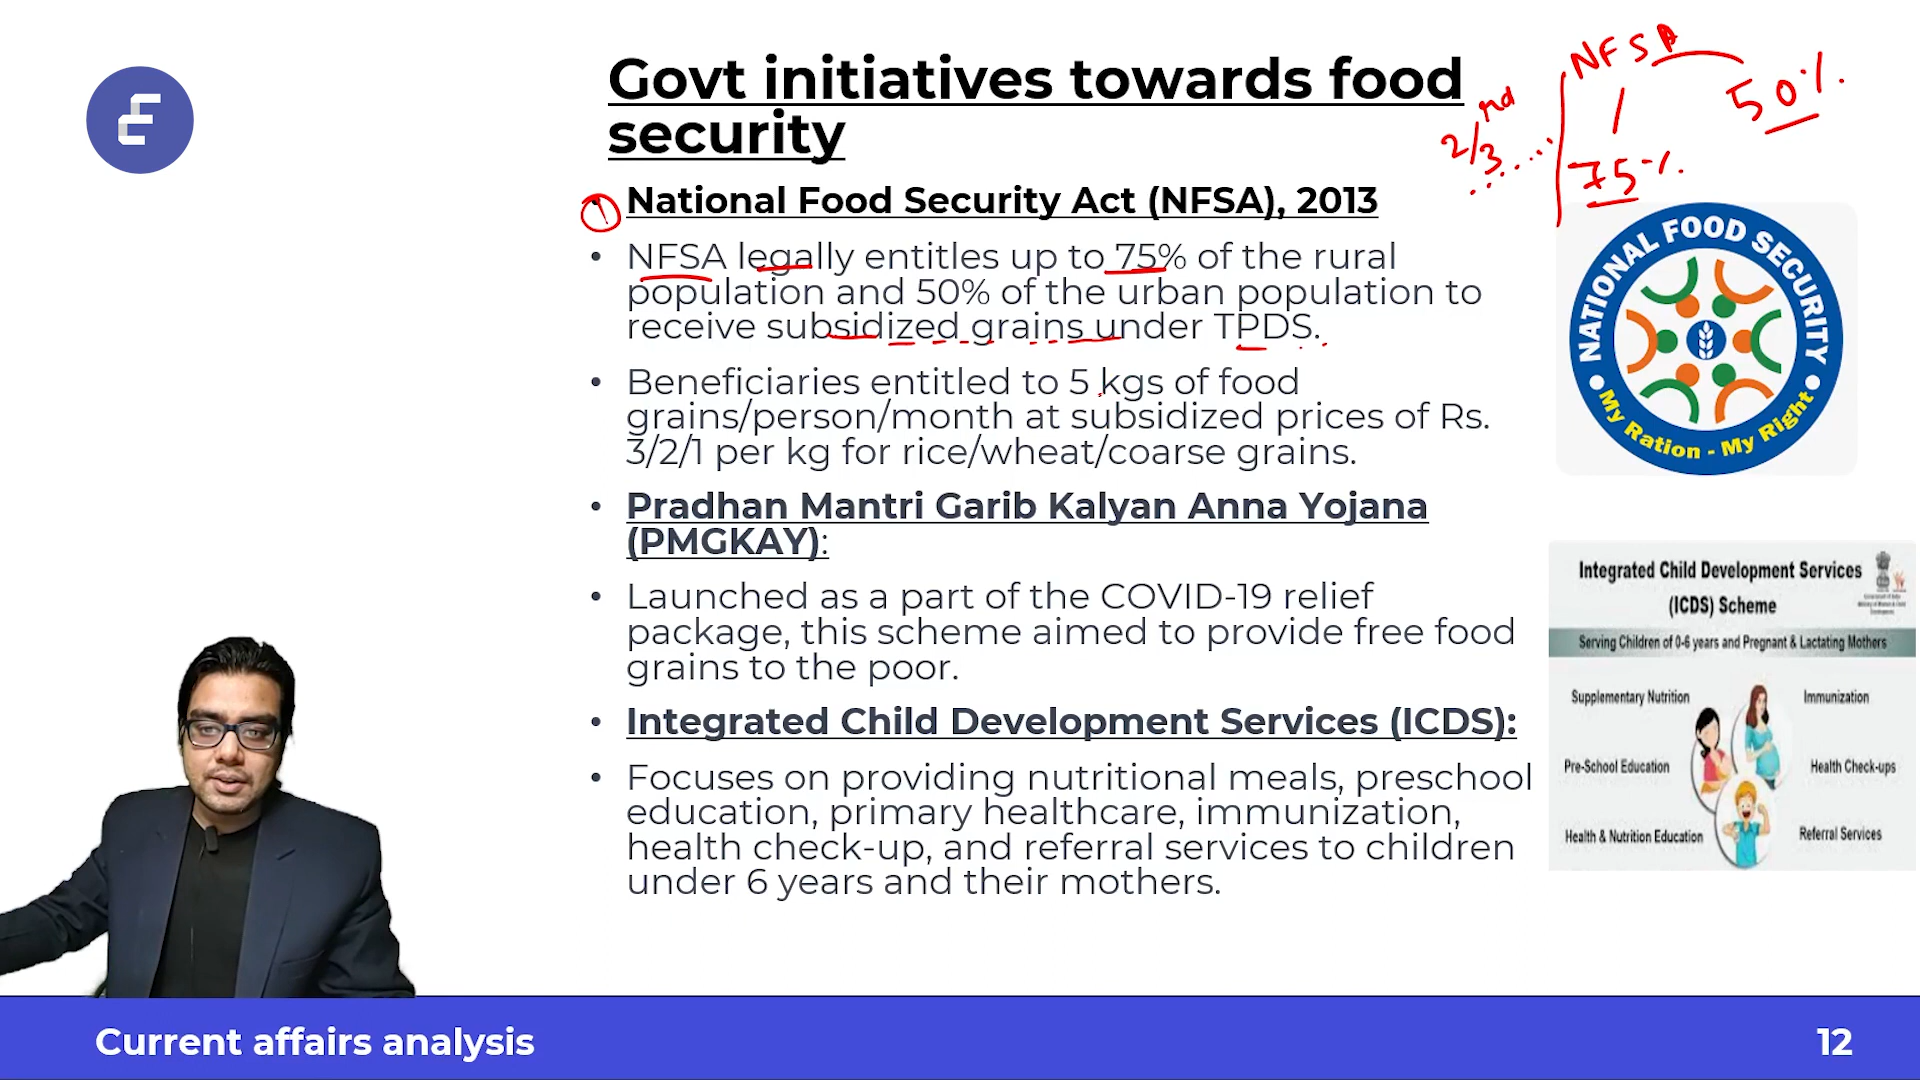 Govt initiatives towards food
security
NFSA
50%
75%
2/3 rd
1
• National Food Security Act (NFSA), 2013
• NFSA legally entitles up to 75% of the rural
population and 50% of the urban population to
receive subsidized grains under TPDS.
• Beneficiaries entitled to 5 kgs of food
grains/person/month at subsidized prices of Rs.
3/2/1 per kg for rice/wheat/coarse grains.
• Pradhan Mantri Garib Kalyan Anna Yojana
(PMGKAY):
• Launched as a part of the COVID-19 relief
package, this scheme aimed to provide free food
grains to the poor.
• Integrated Child Development Services (ICDS):
• Focuses on providing nutritional meals, preschool
education, primary healthcare, immunization,
health check-up, and referral services to children
under 6 years and their mothers.
NATIONAL FOOD SECURITY
My Ration - My Right
Integrated Child Development Services
(ICDS) Scheme
Serving Children of 0-6 years and Pregnant & Lactating Mothers
Supplementary Nutrition
Immunization
Pre-School Education
Health Check-ups
Health & Nutrition Education
Referral Services
Current affairs analysis
12